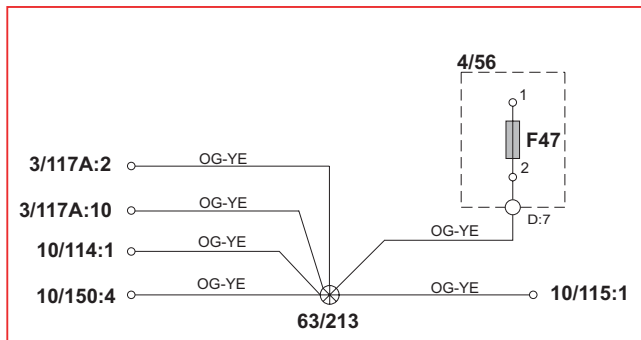 4/56
1
F47
2
D:7
3/117A:2
OG-YE
3/117A:10
OG-YE
10/114:1
OG-YE
OG-YE
10/150:4
OG-YE
OG-YE
10/115:1
63/213